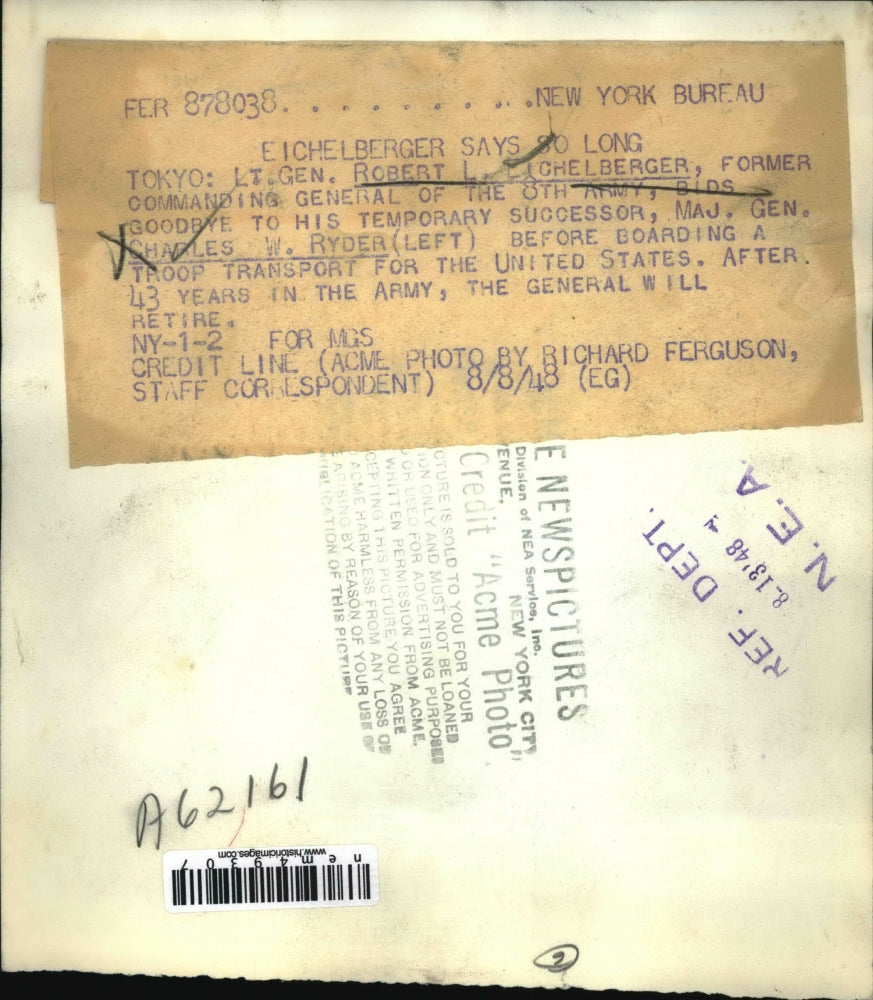 FER 878038. . . . . . . . . . .NEW YORK BUREAU
EICHELBERGER SAYS SO LONG
TOKYO: LT.GEN. ROBERT L. EICHELBERGER, FORMER
COMMANDING GENERAL OF THE 8TH ARMY, BIDS
GOODBYE TO HIS TEMPORARY SUCCESSOR, MAJ. GEN.
CHARLES W. RYDER(LEFT) BEFORE BOARDING A
TROOP TRANSPORT FOR THE UNITED STATES. AFTER
43 YEARS IN THE ARMY, THE GENERAL WILL
RETIRE.
NY-1-2 FOR MGS
CREDIT LINE (ACME PHOTO BY RICHARD FERGUSON,
STAFF CORRESPONDENT) 8/8/48 (EG)
E NEWSPICTURES
Division of NEA Service, Inc.
ENUE, NEW YORK CITY
Credit "Acme Photo"
CTURE IS SOLD TO YOU FOR YOUR
ION ONLY AND MUST NOT BE LOANED
OR USED FOR ADVERTISING PURPOSES
WRITTEN PERMISSION FROM ACME.
CEPTING THIS PICTURE YOU AGREE
ACME HARMLESS FROM ANY LOSS OR
ARISING BY REASON OF YOUR USE OF
PUBLICATION OF THIS PICTURE
REF. DEPT.
8-13'48
N. E. A.
A62161
nem49307
www.historicimages.com
2